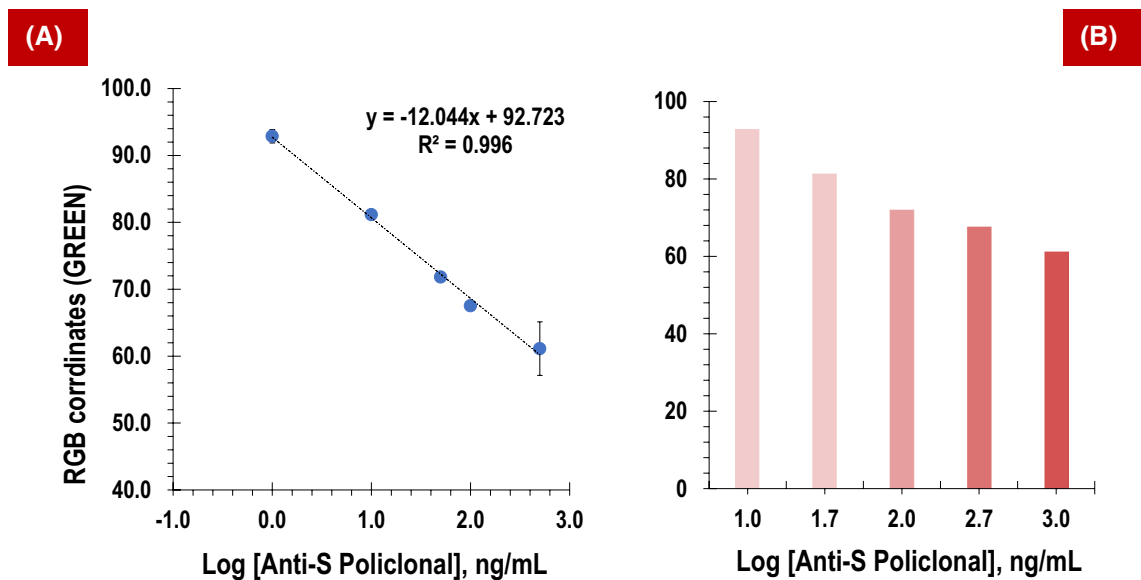 (A)
(B)
y = -12.044x + 92.723
R² = 0.996
RGB corrdinates (GREEN)
100.0
90.0
80.0
70.0
60.0
50.0
40.0
-1.0 0.0 1.0 2.0 3.0
Log [Anti-S Policlonal], ng/mL
100
80
60
40
20
0
1.0 1.7 2.0 2.7 3.0
Log [Anti-S Policlonal], ng/mL